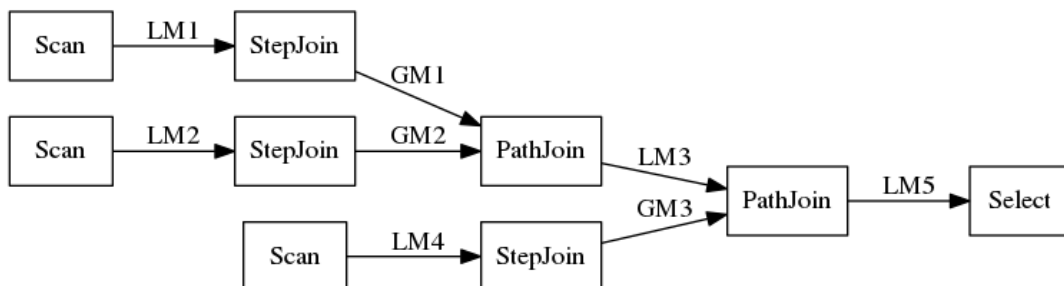 Scan
LM1
StepJoin
GM1
Scan
LM2
StepJoin
GM2
PathJoin
LM3
Scan
LM4
StepJoin
GM3
PathJoin
LM5
Select